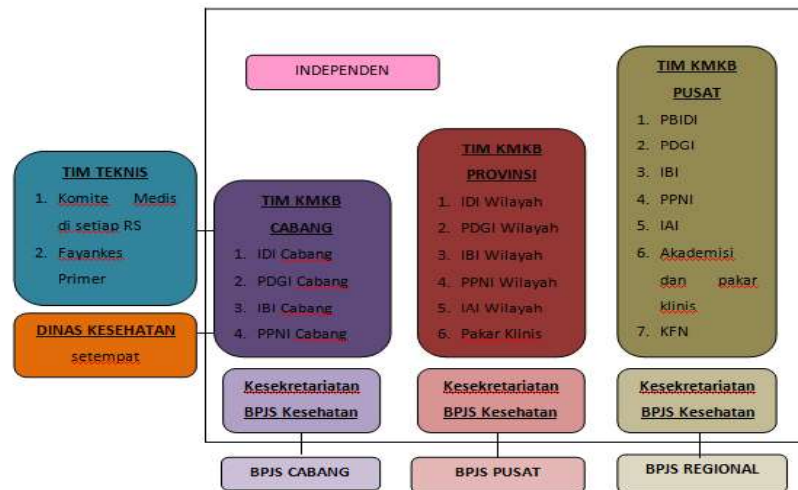 INDEPENDEN
TIM TEKNIS
1. Komite Medis
di setiap RS
2. Fayankes
Primer
DINAS KESEHATAN
setempat
TIM KMKB
CABANG
1. IDI Cabang
2. PDGI Cabang
3. IBI Cabang
4. PPNI Cabang
Kesekretariatan
BPJS Kesehatan
BPJS CABANG
TIM KMKB
PROVINSI
1. IDI Wilayah
2. PDGI Wilayah
3. IBI Wilayah
4. PPNI Wilayah
5. IAI Wilayah
6. Pakar Klinis
Kesekretariatan
BPJS Kesehatan
BPJS PUSAT
TIM KMKB
PUSAT
1. PBIDI
2. PDGI
3. IBI
4. PPNI
5. IAI
6. Akademisi
dan pakar
klinis
7. KFN
Kesekretariatan
BPJS Kesehatan
BPJS REGIONAL